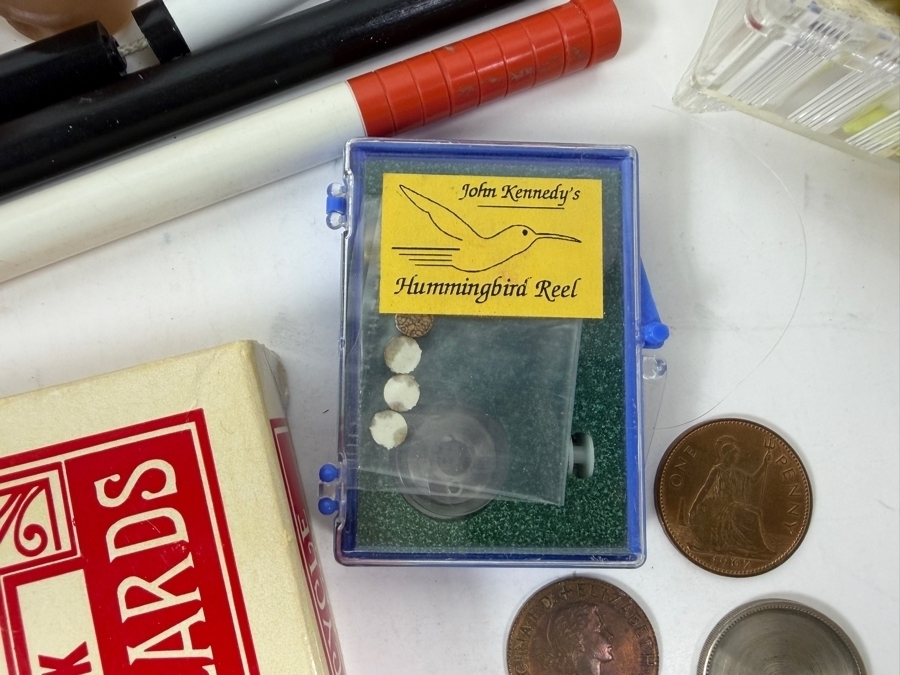 John Kennedy's
Hummingbird Reel
ONE PENNY
ARDS